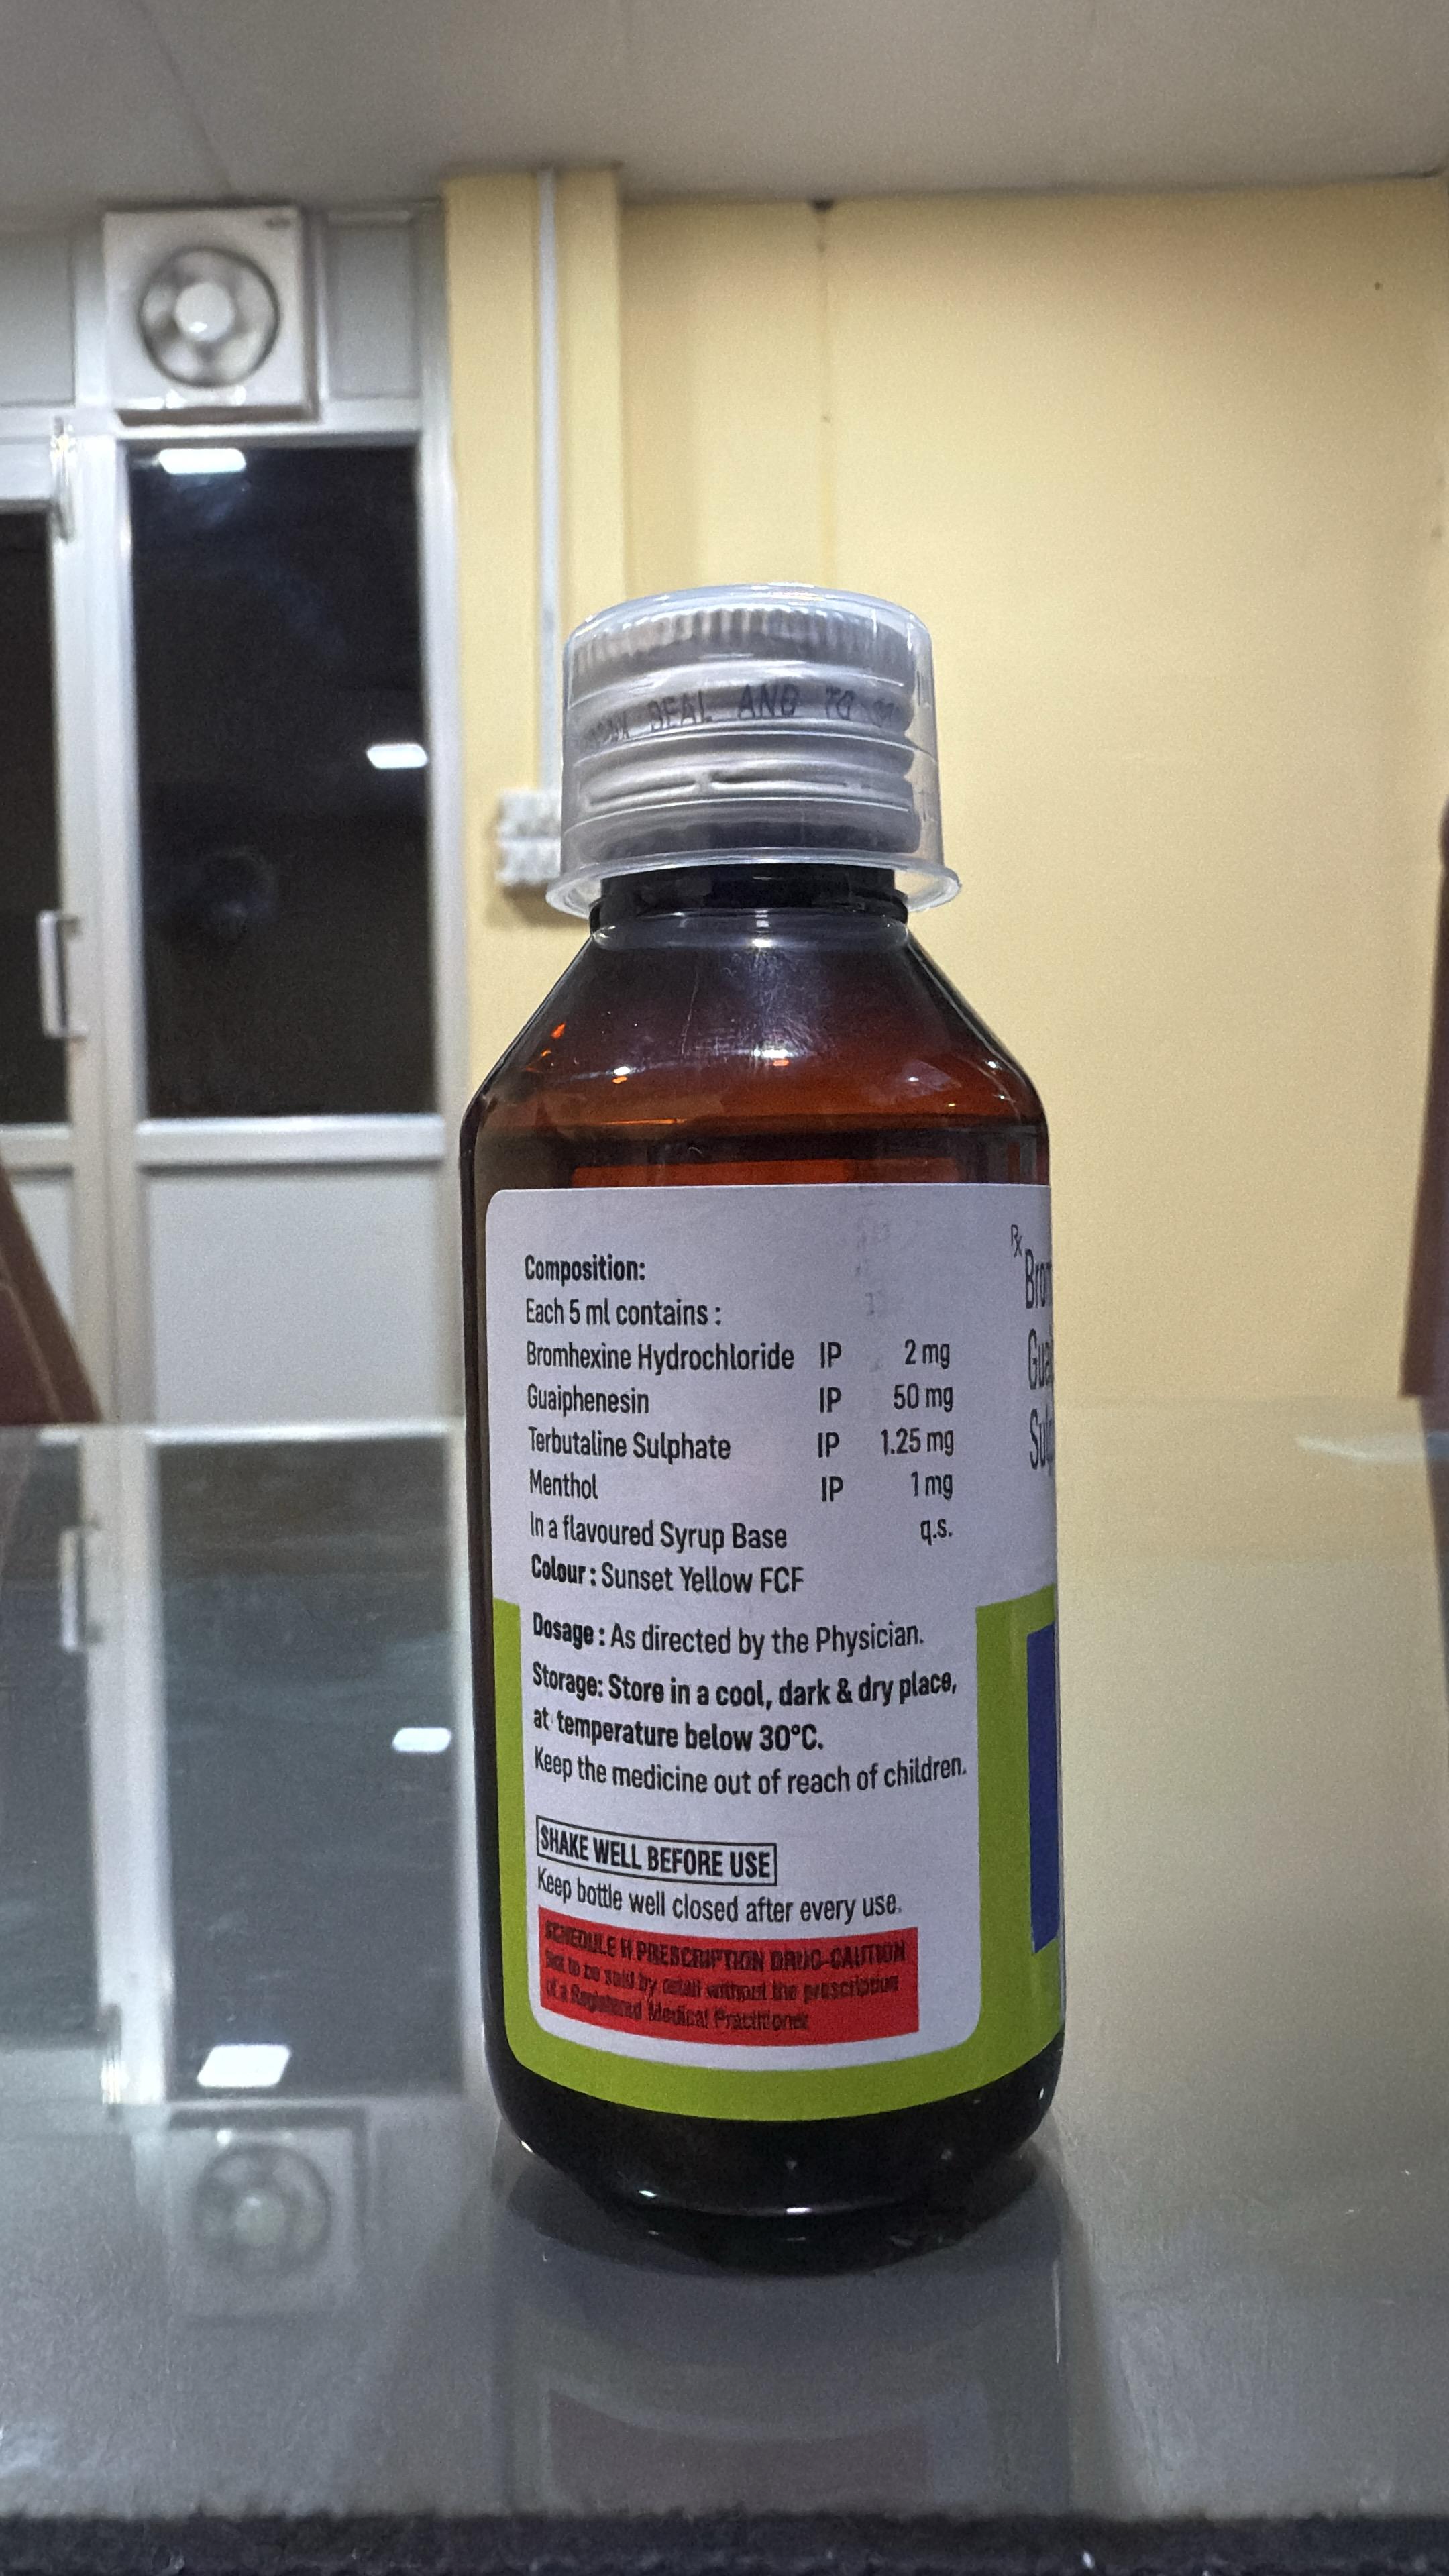 SEAL AND TO
Composition:
Each 5 ml contains :
Bromhexine Hydrochloride IP 2 mg
Guaiphenesin IP 50 mg
Terbutaline Sulphate IP 1.25 mg
Menthol IP 1 mg
In a flavoured Syrup Base q.s.
Colour : Sunset Yellow FCF
Dosage : As directed by the Physician.
Storage: Store in a cool, dark & dry place,
at temperature below 30°C.
Keep the medicine out of reach of children.
SHAKE WELL BEFORE USE
Keep bottle well closed after every use.
SCHEDULE H PRESCRIPTION DRUG-CAUTION
Not to be sold by retail without the prescription
of a Registered Medical Practitioner
Rx